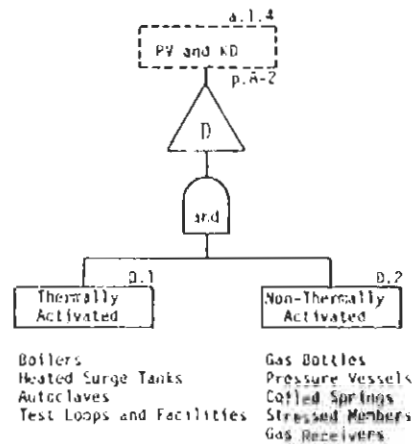 a.1.4
PV and KD
p.A-2
D
and
D.1
Thermally
Activated
D.2
Non-Thermally
Activated
Boilers
Heated Surge Tanks
Autoclaves
Test Loops and Facilities
Gas Bottles
Pressure Vessels
Coiled Springs
Stressed Members
Gas Receivers